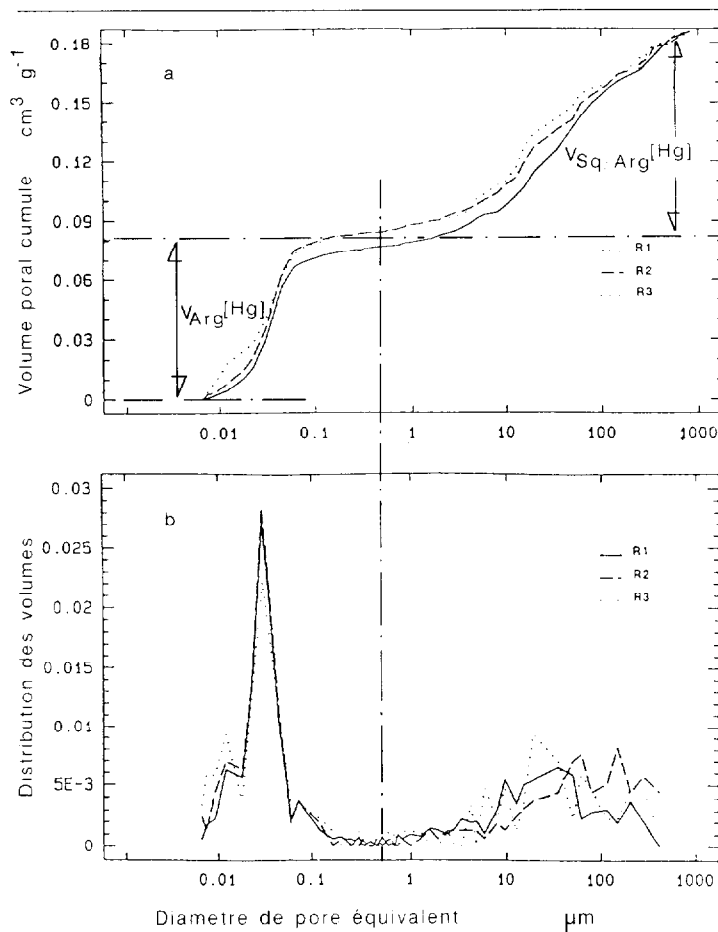 a
Volume poral cumule cm³ g⁻¹
0.18
0.15
0.12
0.09
0.06
0.03
0
V Arg [Hg]
V Sq Arg [Hg]
R1
R2
R3
0.01 0.1 1 10 100 1000
b
Distribution des volumes
0.03
0.025
0.02
0.015
0.01
5E-3
0
R1
R2
R3
0.01 0.1 1 10 100 1000
Diametre de pore équivalent µm